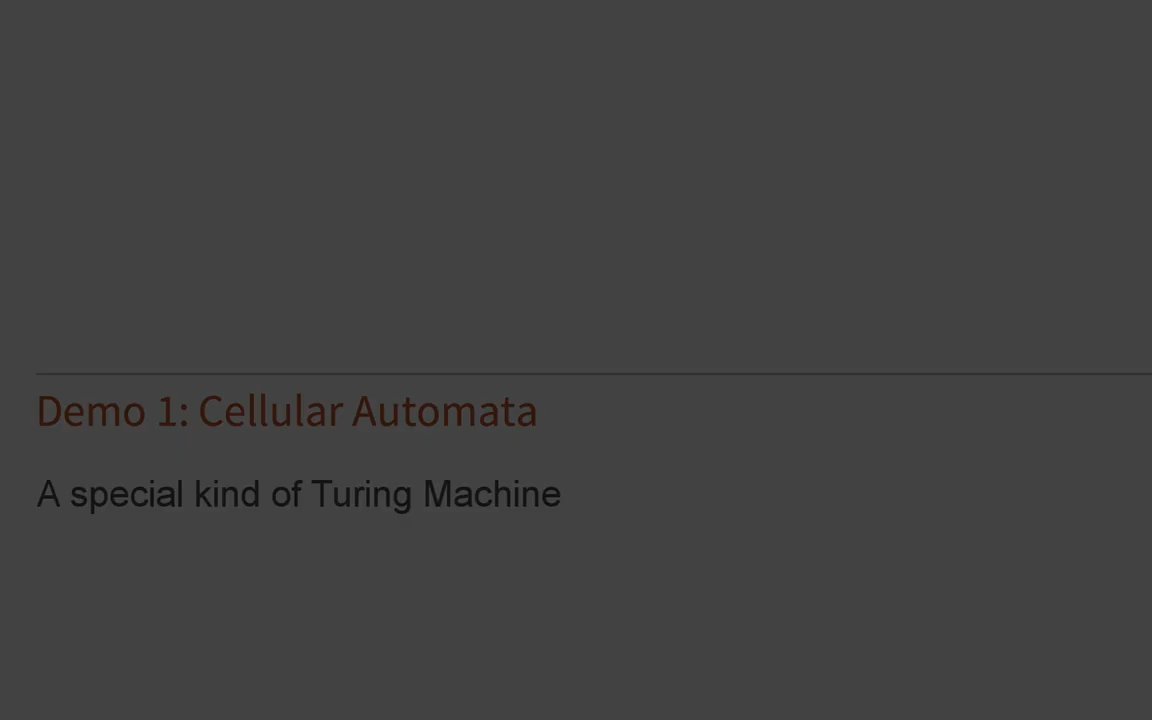 Demo 1: Cellular Automata
A special kind of Turing Machine